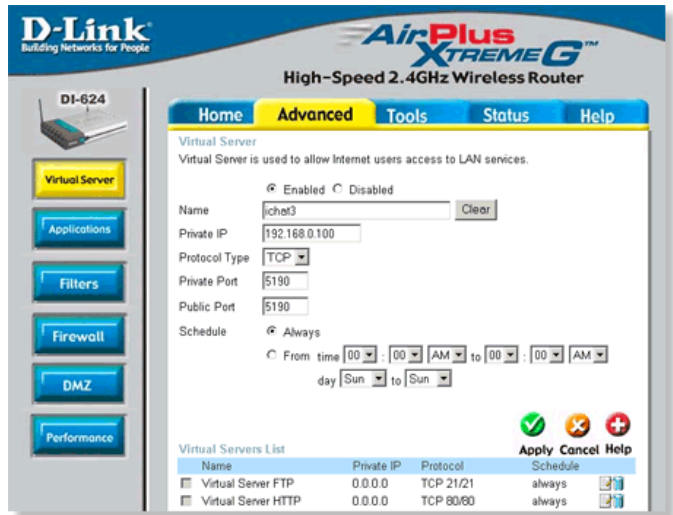 D-Link
Building Networks for People
AirPlus
XTREME G™
High-Speed 2.4GHz Wireless Router
DI-624
Home Advanced Tools Status Help
Virtual Server
Virtual Server is used to allow Internet users access to LAN services.
Virtual Server
Enabled Disabled
Name ichat3 Clear
Applications
Private IP 192.168.0.100
Protocol Type TCP
Filters
Private Port 5190
Public Port 5190
Firewall
Schedule Always
From time 00 : 00 AM to 00 : 00 AM
day Sun to Sun
DMZ
Performance
Apply Cancel Help
Virtual Servers List
Name Private IP Protocol Schedule
Virtual Server FTP 0.0.0.0 TCP 21/21 always
Virtual Server HTTP 0.0.0.0 TCP 80/80 always